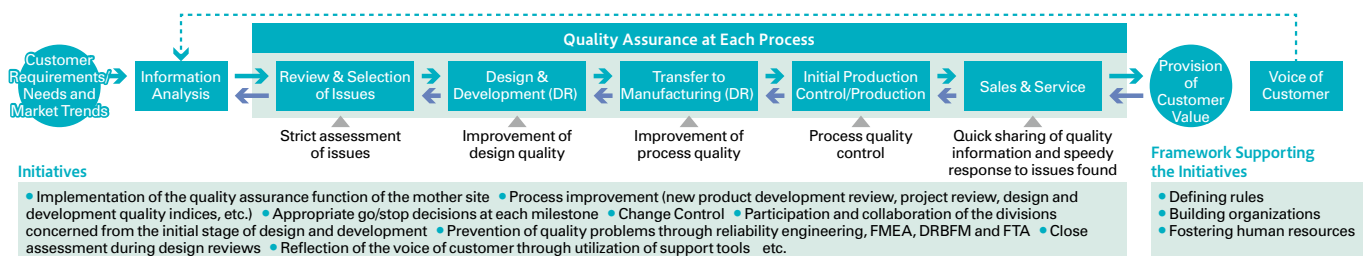 Quality Assurance at Each Process
Customer
Requirements/
Needs and
Market Trends
Information
Analysis
Review & Selection
of Issues
Design &
Development (DR)
Transfer to
Manufacturing (DR)
Initial Production
Control/Production
Sales & Service
Provision
of
Customer
Value
Voice of
Customer
Strict assessment
of issues
Improvement of
design quality
Improvement of
process quality
Process quality
control
Quick sharing of quality
information and speedy
response to issues found
Initiatives
• Implementation of the quality assurance function of the mother site • Process improvement (new product development review, project review, design and
development quality indices, etc.) • Appropriate go/stop decisions at each milestone • Change Control • Participation and collaboration of the divisions
concerned from the initial stage of design and development • Prevention of quality problems through reliability engineering, FMEA, DRBFM and FTA • Close
assessment during design reviews • Reflection of the voice of customer through utilization of support tools etc.
Framework Supporting
the Initiatives
• Defining rules
• Building organizations
• Fostering human resources